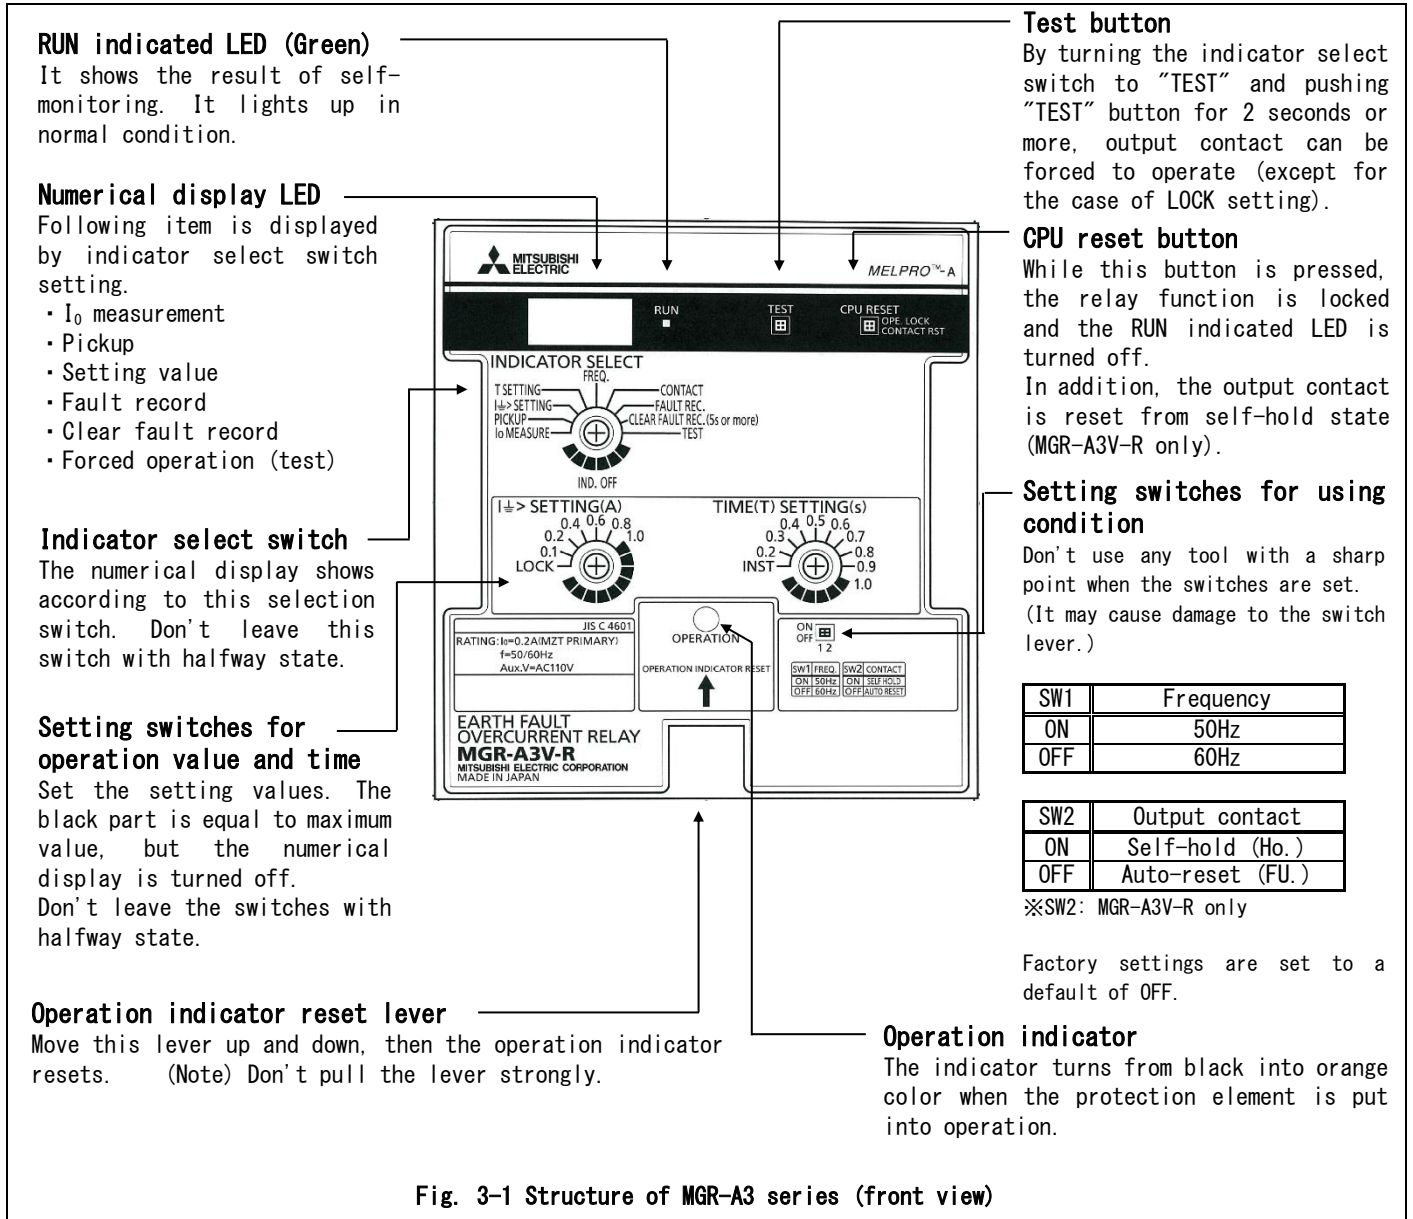 RUN indicated LED (Green)
It shows the result of self-
monitoring. It lights up in
normal condition.
Numerical display LED
Following item is displayed
by indicator select switch
setting.
・I₀ measurement
・Pickup
・Setting value
・Fault record
・Clear fault record
・Forced operation (test)
Indicator select switch
The numerical display shows
according to this selection
switch. Don't leave this
switch with halfway state.
Setting switches for
operation value and time
Set the setting values. The
black part is equal to maximum
value, but the numerical
display is turned off.
Don't leave the switches with
halfway state.
Operation indicator reset lever
Move this lever up and down, then the operation indicator
resets. (Note) Don't pull the lever strongly.
MITSUBISHI
ELECTRIC
MELPRO™-A
RUN
TEST
CPU RESET
OPE. LOCK
CONTACT RST
INDICATOR SELECT
FREQ.
T SETTING
CONTACT
I⏚> SETTING
FAULT REC.
PICKUP
CLEAR FAULT REC.(5s or more)
Io MEASURE
TEST
IND. OFF
I⏚> SETTING(A)
LOCK
0.1
0.2
0.4
0.6
0.8
1.0
TIME(T) SETTING(s)
INST
0.2
0.3
0.4
0.5
0.6
0.7
0.8
0.9
1.0
JIS C 4601
RATING: I₀=0.2A(MZT PRIMARY)
f=50/60Hz
Aux.V=AC110V
OPERATION
OPERATION INDICATOR RESET
ON
OFF
1 2
SW1 FREQ. SW2 CONTACT
ON 50Hz ON SELF HOLD
OFF 60Hz OFF AUTO RESET
EARTH FAULT
OVERCURRENT RELAY
MGR-A3V-R
MITSUBISHI ELECTRIC CORPORATION
MADE IN JAPAN
Test button
By turning the indicator select
switch to "TEST" and pushing
"TEST" button for 2 seconds or
more, output contact can be
forced to operate (except for
the case of LOCK setting).
CPU reset button
While this button is pressed,
the relay function is locked
and the RUN indicated LED is
turned off.
In addition, the output contact
is reset from self-hold state
(MGR-A3V-R only).
Setting switches for using
condition
Don't use any tool with a sharp
point when the switches are set.
(It may cause damage to the switch
lever.)
SW1 Frequency
ON 50Hz
OFF 60Hz
SW2 Output contact
ON Self-hold (Ho.)
OFF Auto-reset (FU.)
※SW2: MGR-A3V-R only
Factory settings are set to a
default of OFF.
Operation indicator
The indicator turns from black into orange
color when the protection element is put
into operation.
Fig. 3-1 Structure of MGR-A3 series (front view)